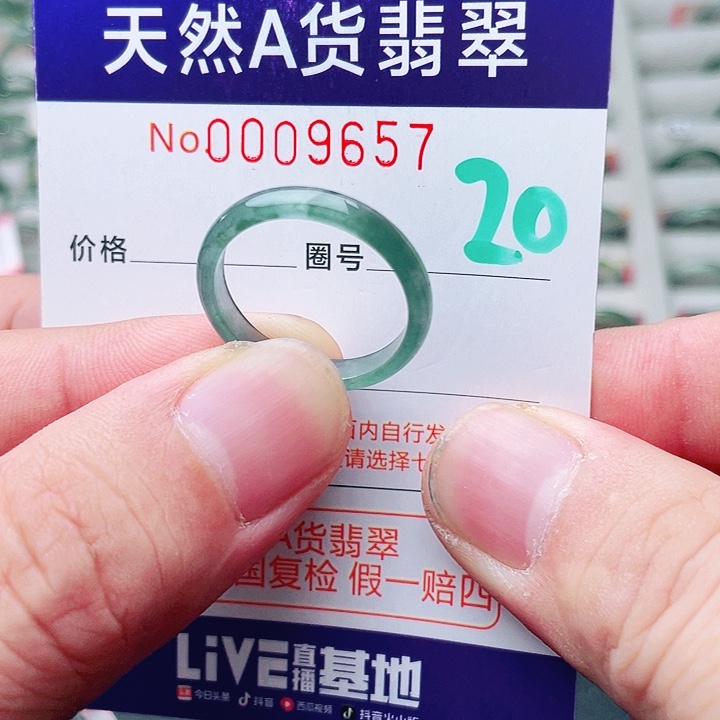 天然A货翡翠
No.0009657
20
价格 圈号
内自行发
请选择七
A货翡翠
国复检 假一赔四
LiVE直播基地
今日头条 抖音 西瓜视频 抖音火山版